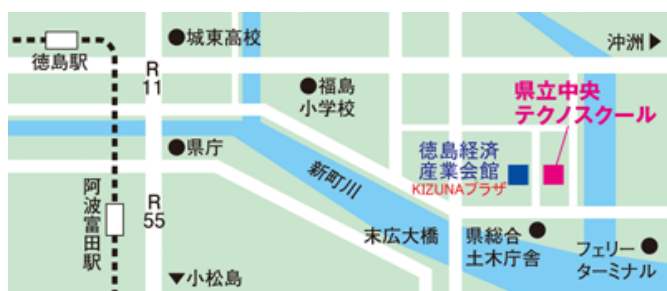 徳島駅
●城東高校
沖洲▶
R
11
●福島
小学校
県立中央
テクノスクール
●県庁
新町川
徳島経済
産業会館
KIZUNAプラザ
阿波富田駅
R
55
末広大橋
県総合
土木庁舎
フェリー
ターミナル
▼小松島